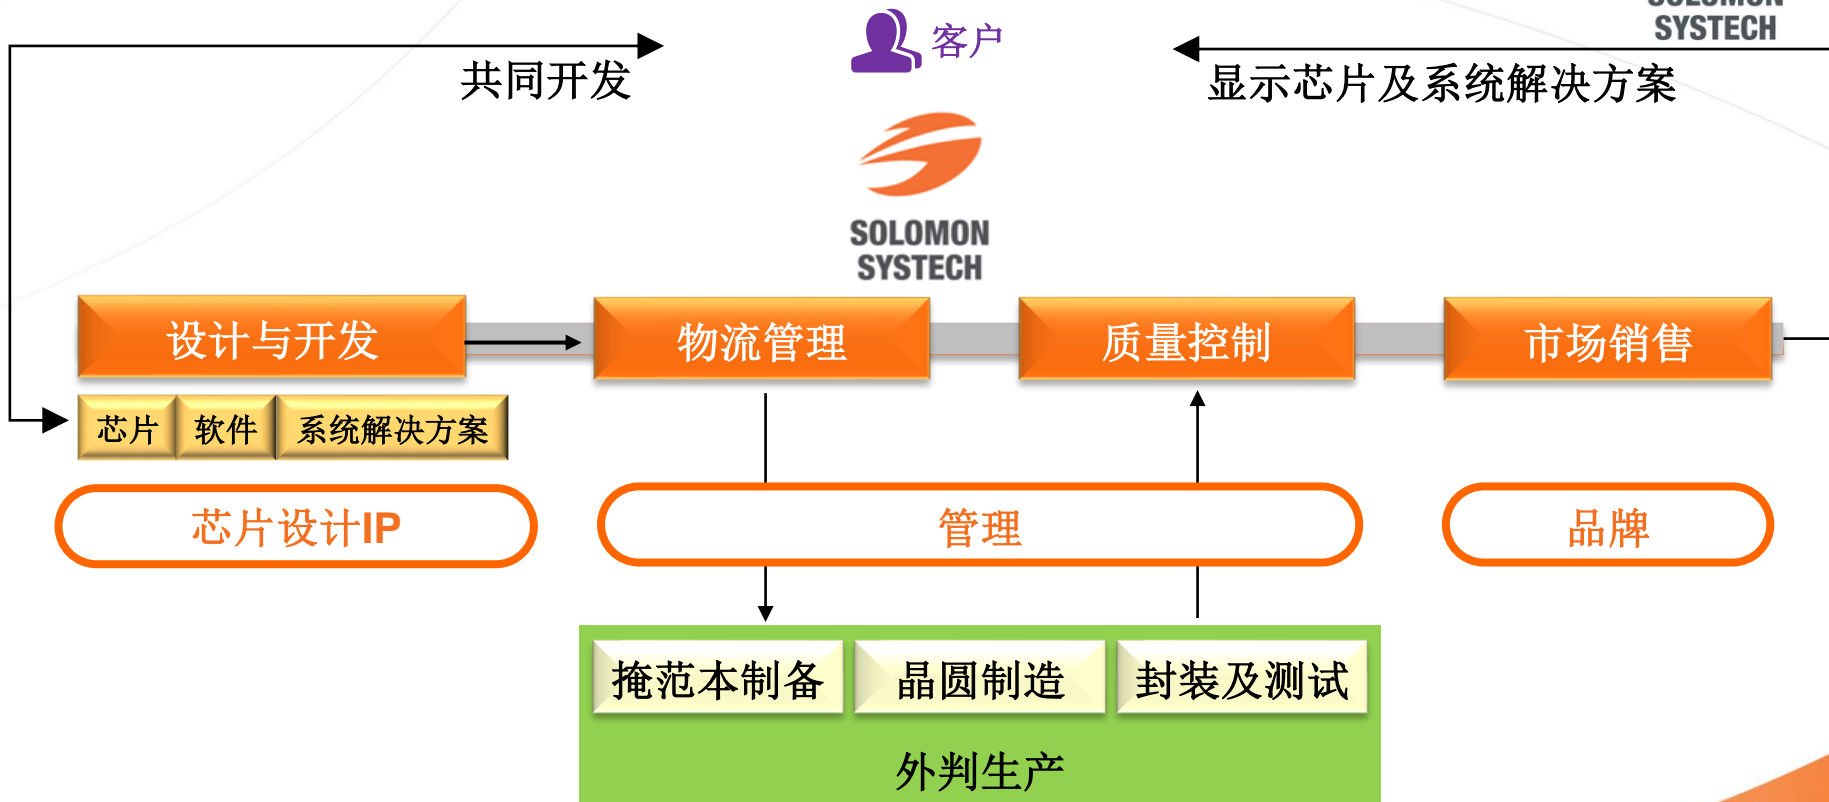 SOLOMON
SYSTECH
客户
共同开发
显示芯片及系统解决方案
SOLOMON
SYSTECH
设计与开发
物流管理
质量控制
市场销售
芯片
软件
系统解决方案
芯片设计IP
管理
品牌
掩范本制备
晶圆制造
封装及测试
外判生产